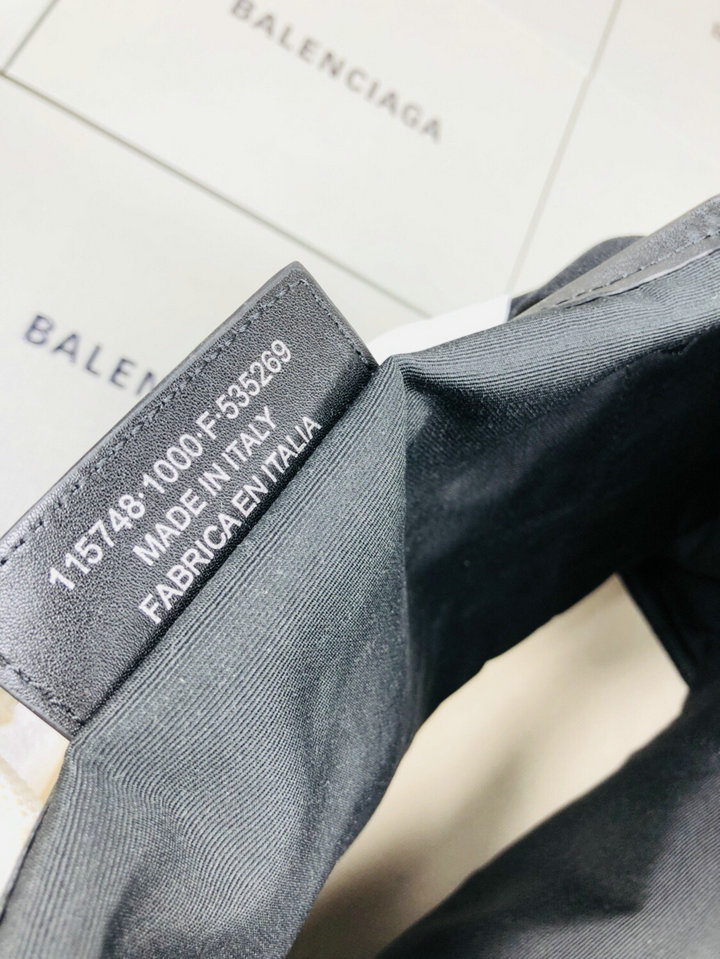 BALENCIAGA
BALEN
115748·1000·F·535269
MADE IN ITALY
FABRICA EN ITALIA